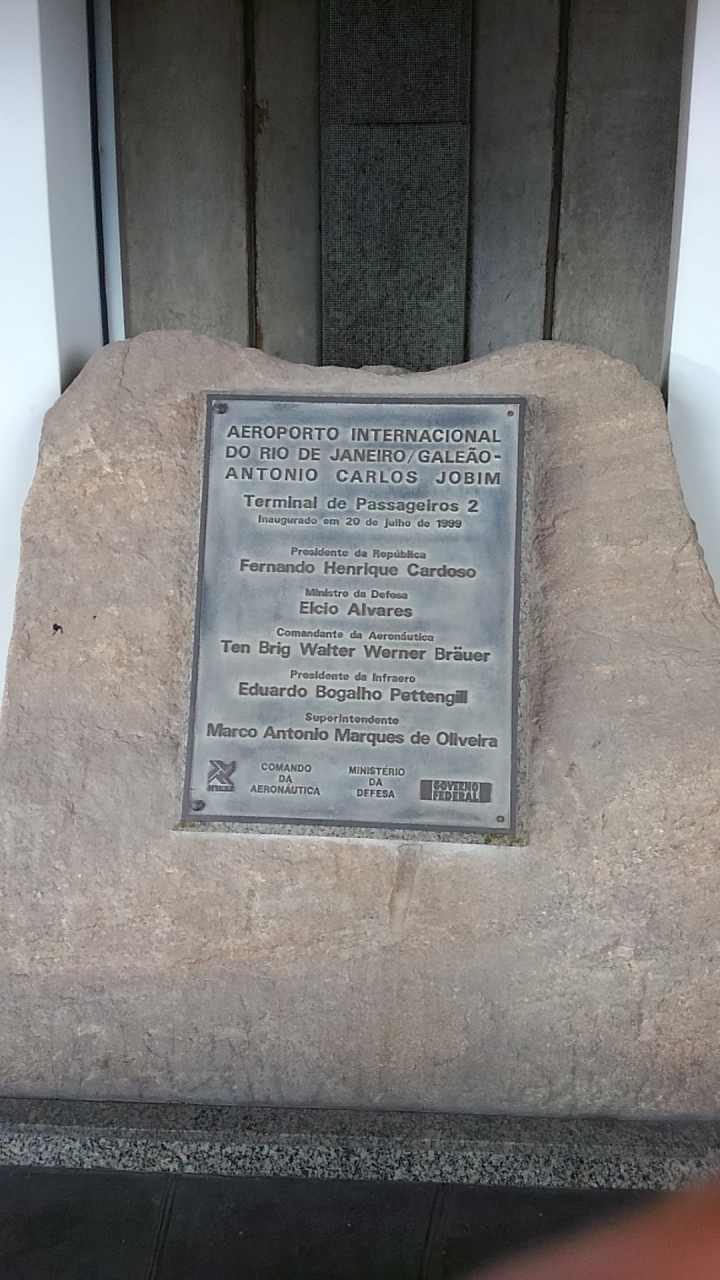 AEROPORTO INTERNACIONAL
DO RIO DE JANEIRO/GALEÃO-
ANTONIO CARLOS JOBIM
Terminal de Passageiros 2
Inaugurado em 20 de julho de 1999
Presidente da República
Fernando Henrique Cardoso
Ministro da Defesa
Elcio Alvares
Comandante da Aeronáutica
Ten Brig Walter Werner Bräuer
Presidente da Infraero
Eduardo Bogalho Pettengill
Superintendente
Marco Antonio Marques de Oliveira
INFRAERO
COMANDO
DA
AERONÁUTICA
MINISTÉRIO
DA
DEFESA
GOVERNO
FEDERAL